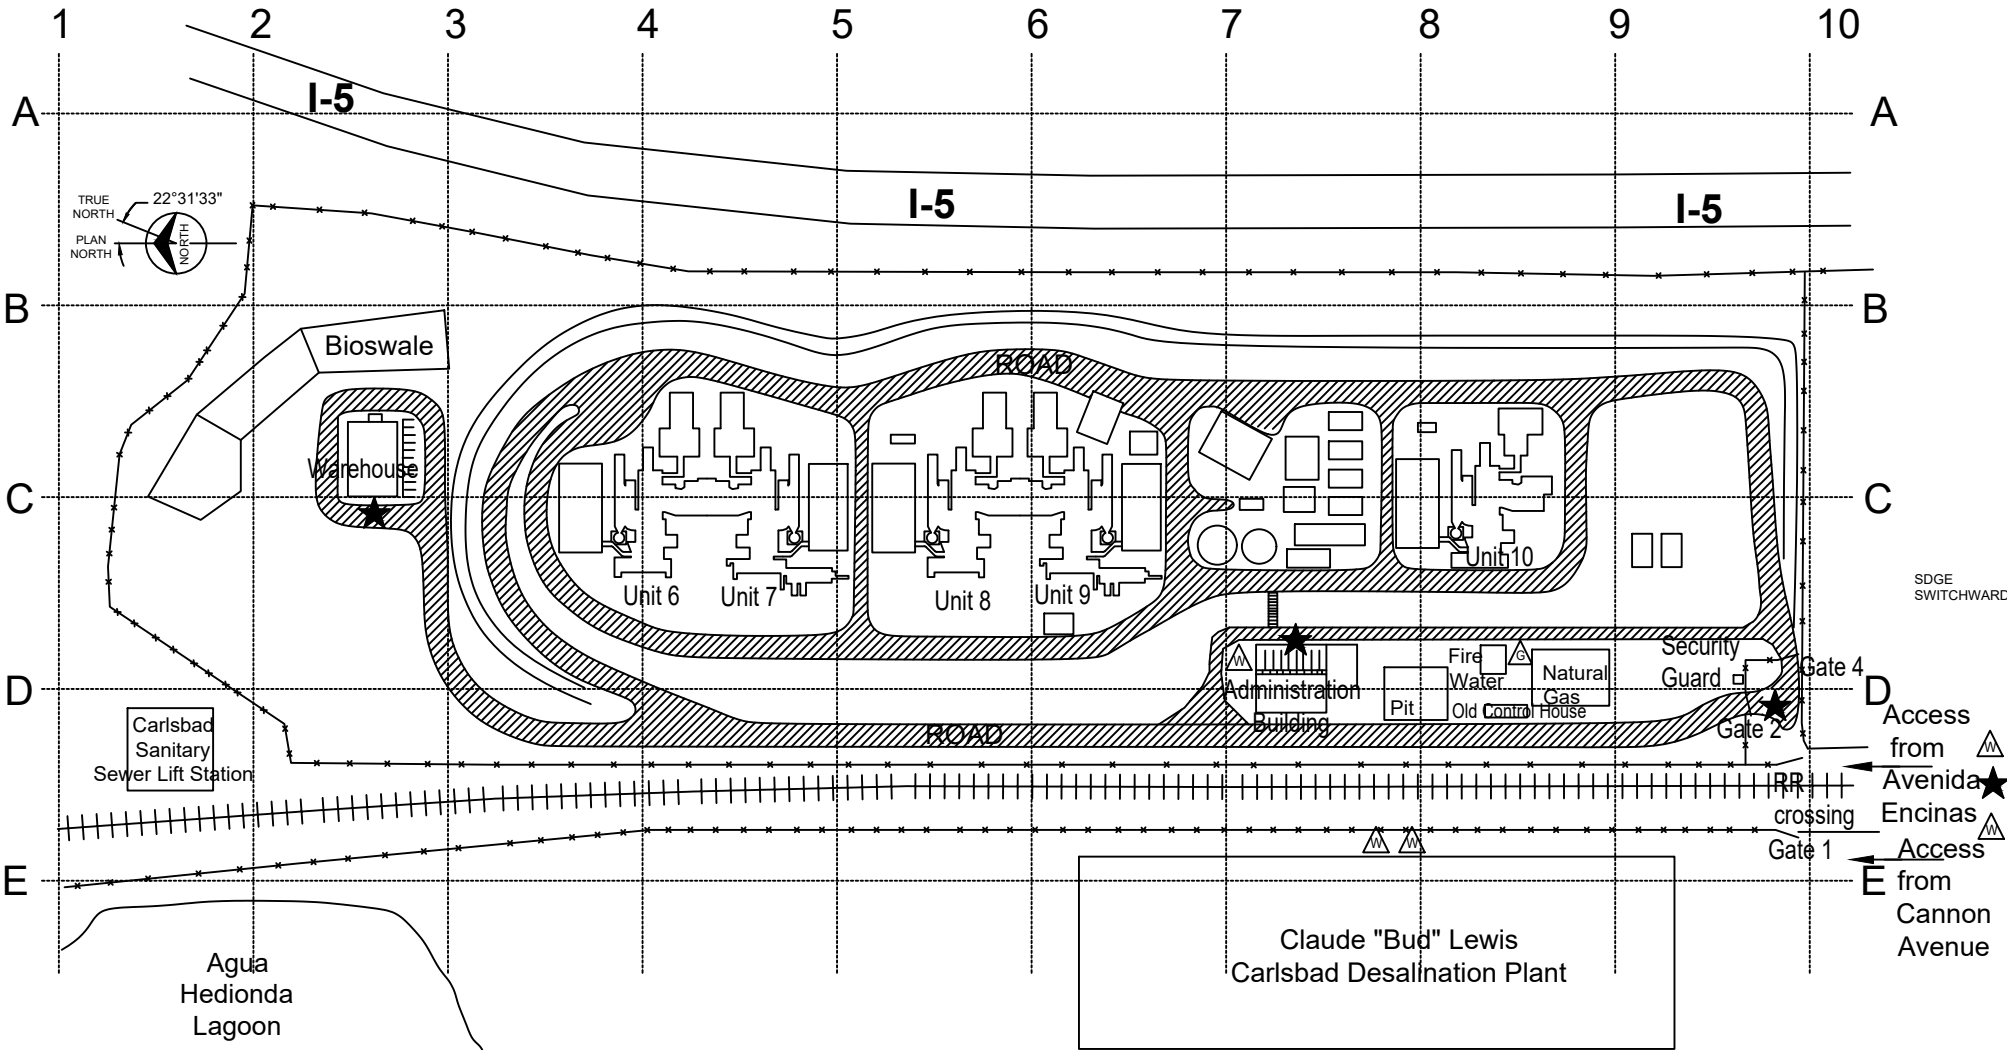 1 2 3 4 5 6 7 8 9 10
I-5
A A
TRUE
NORTH
22°31'33"
PLAN
NORTH
NORTH
I-5
I-5
B B
Bioswale
ROAD
Warehouse
C C
Unit 10
SDGE
SWITCHWARD
Unit 6
Unit 7
Unit 8
Unit 9
Security
Guard
Gate 4
W
Fire
Water
G
Natural
Gas
D D
Administration
Building
Pit
Old Control House
Gate 2
ROAD
Carlsbad
Sanitary
Sewer Lift Station
Access
from
Avenida
Encinas
W
W
RR
crossing
Gate 1
W W
Access
from
Cannon
Avenue
E E
Agua
Hedionda
Lagoon
Claude "Bud" Lewis
Carlsbad Desalination Plant